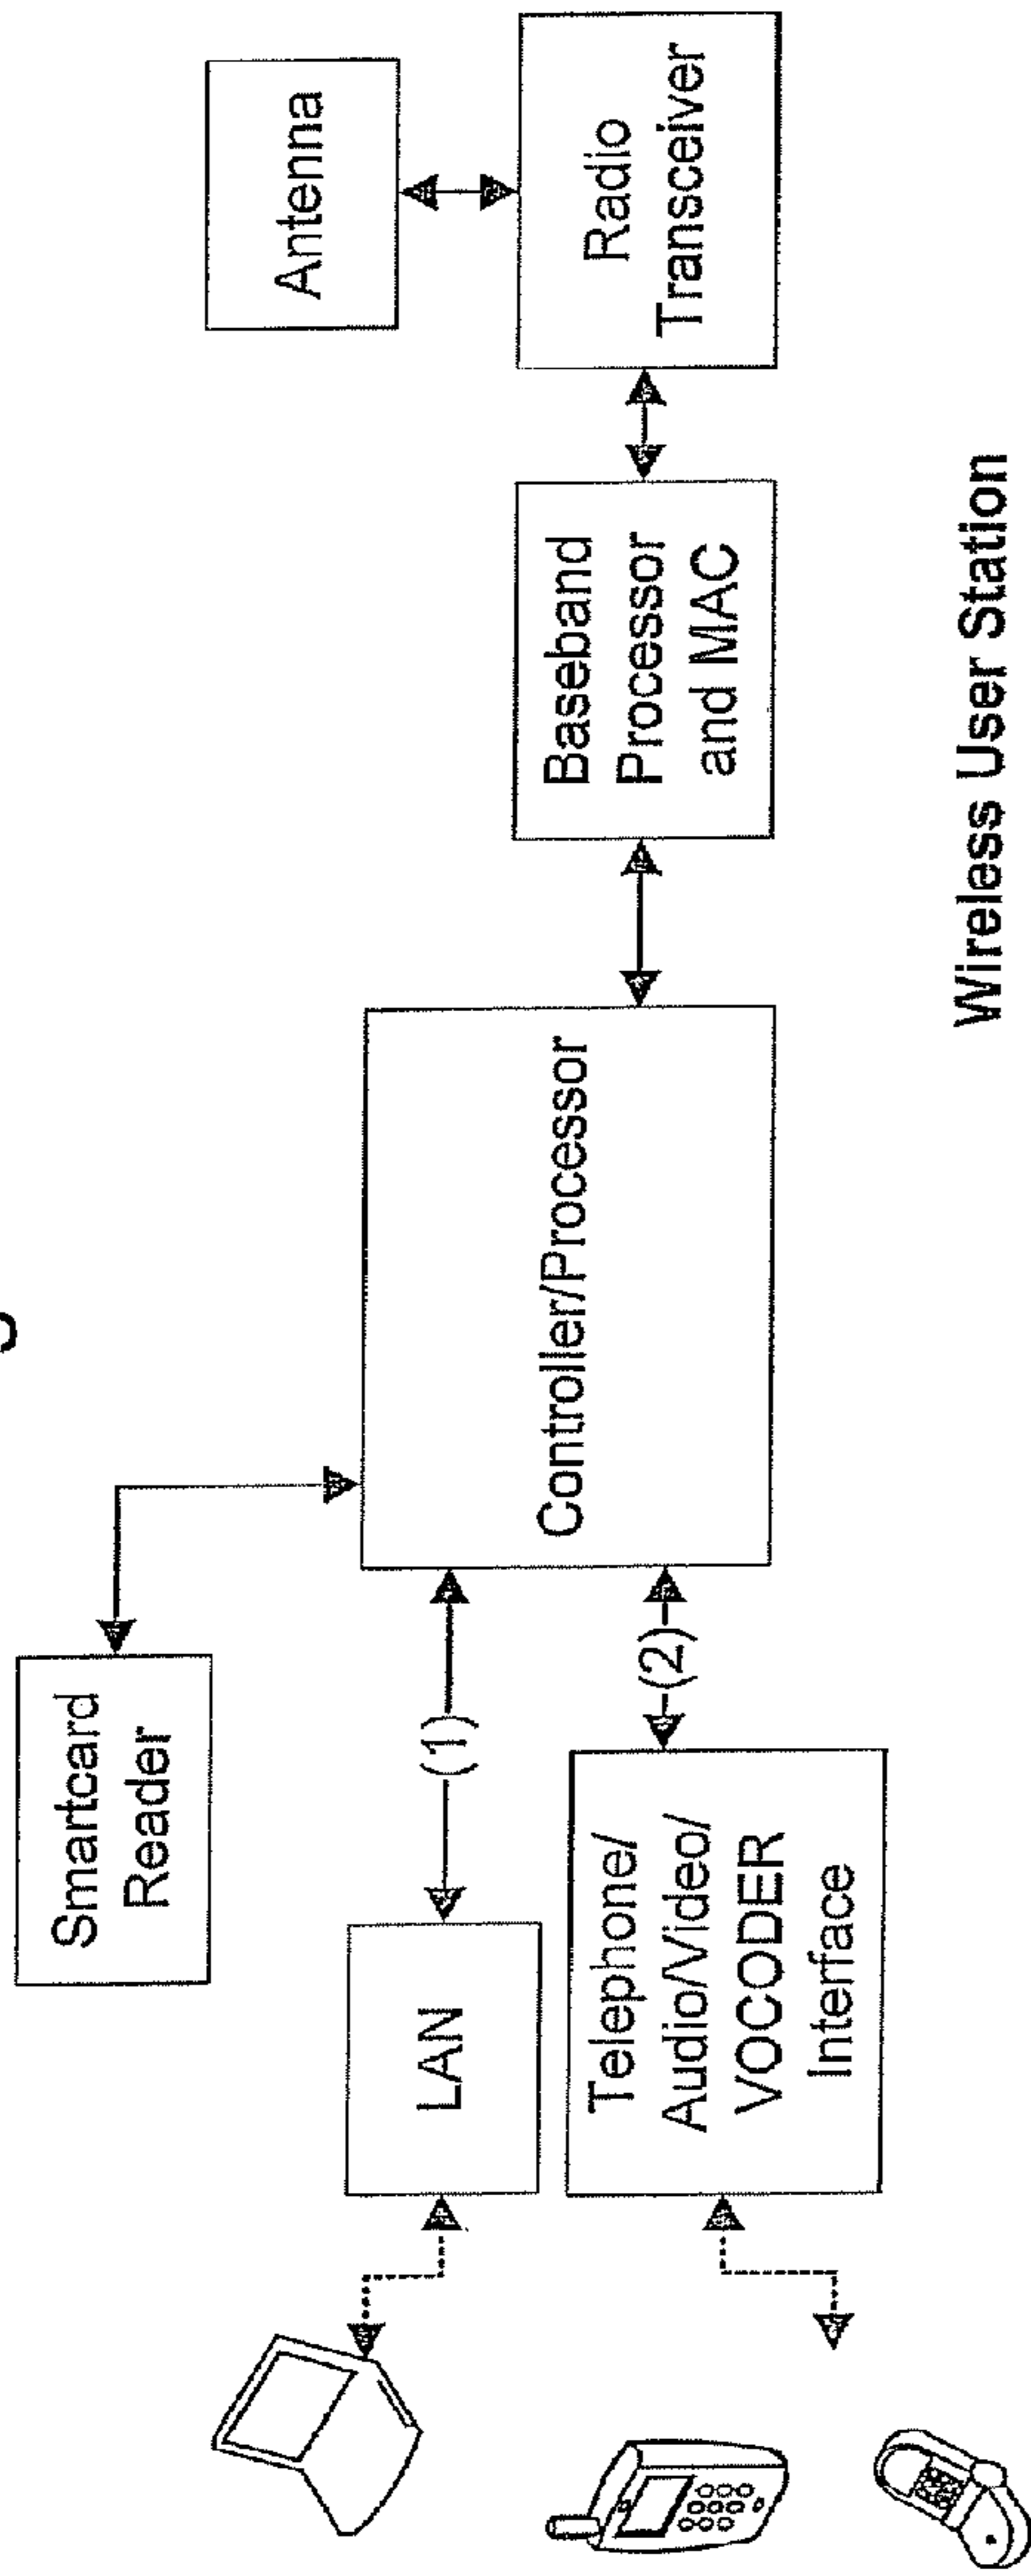 Smartcard
Reader
Antenna
LAN
(1)
Controller/Processor
Baseband
Processor
and MAC
Radio
Transceiver
Telephone/
Audio/Video/
VOCODER
Interface
(2)
Wireless User Station